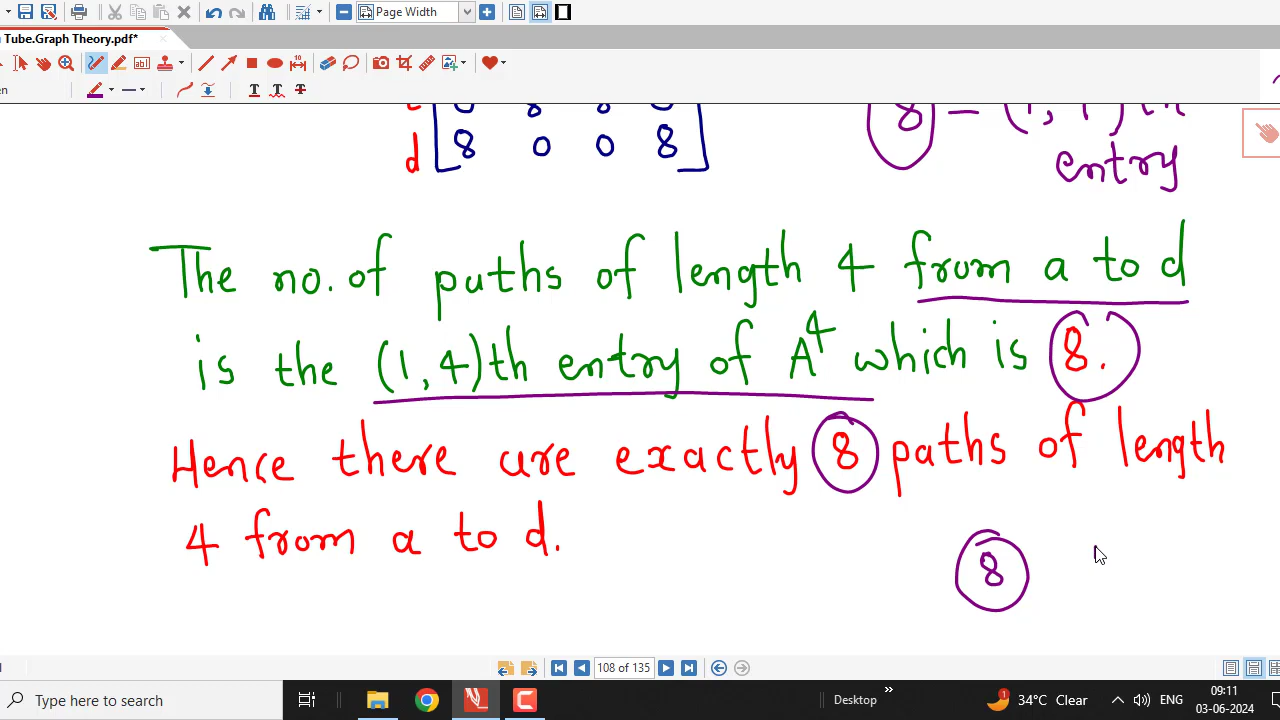 Page Width
Tube.Graph Theory.pdf*
d 8 0 0 8
8 = (1, 1)th
entry
The no. of paths of length 4 from a to d
is the (1,4)th entry of A⁴ which is 8.
Hence there are exactly 8 paths of length
4 from a to d.
8
108 of 135
Type here to search
Desktop
34°C Clear
ENG
09:11
03-06-2024